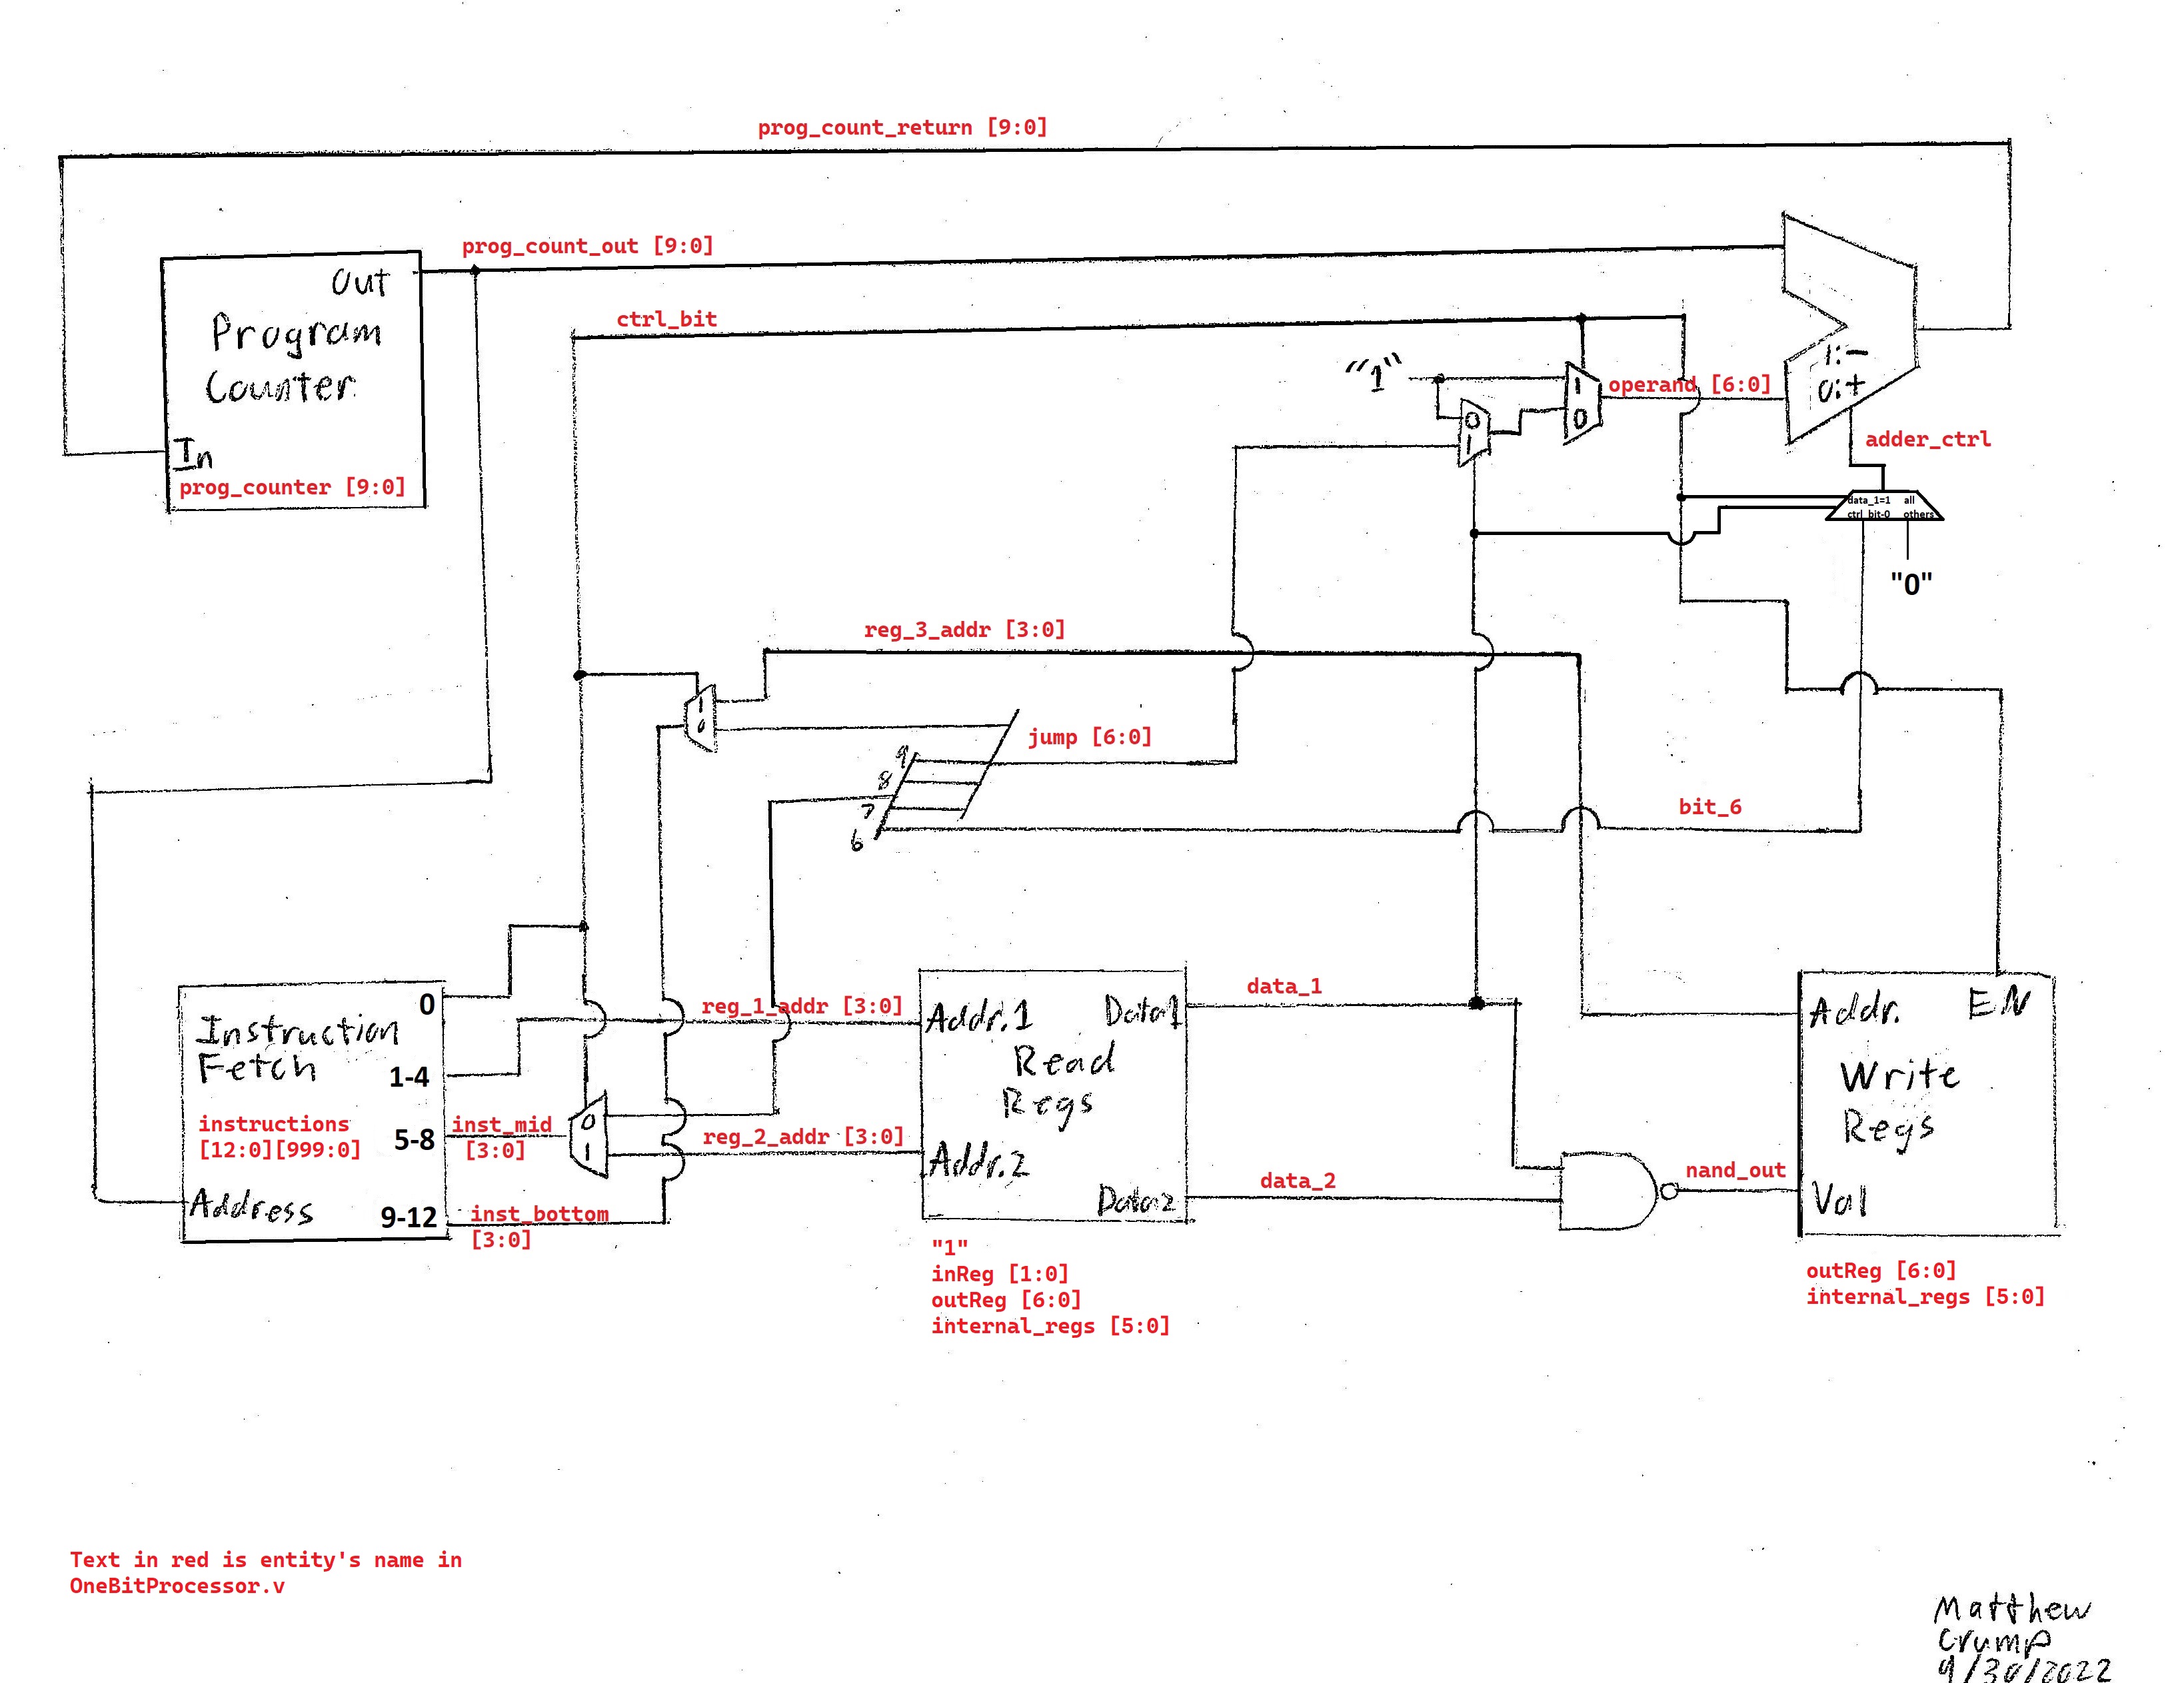 prog_count_return [9:0]
prog_count_out [9:0]
Out
Program
Counter
In
prog_counter [9:0]
ctrl_bit
"1"
1
0
operand [6:0]
0
1
1:-
0:+
adder_ctrl
data_1=1 all
ctrl_bit-0 others
"0"
reg_3_addr [3:0]
1
0
jump [6:0]
9
8
7
6
bit_6
Instruction
Fetch
0
1-4
5-8
9-12
instructions
[12:0][999:0]
Address
inst_mid
[3:0]
inst_bottom
[3:0]
0
1
reg_1_addr [3:0]
reg_2_addr [3:0]
Addr.1
Data1
Read
Regs
Addr.2
Data2
"1"
inReg [1:0]
outReg [6:0]
internal_regs [5:0]
data_1
data_2
nand_out
Addr. EN
Write
Regs
Val
outReg [6:0]
internal_regs [5:0]
Text in red is entity's name in
OneBitProcessor.v
Matthew
Crump
9/30/2022